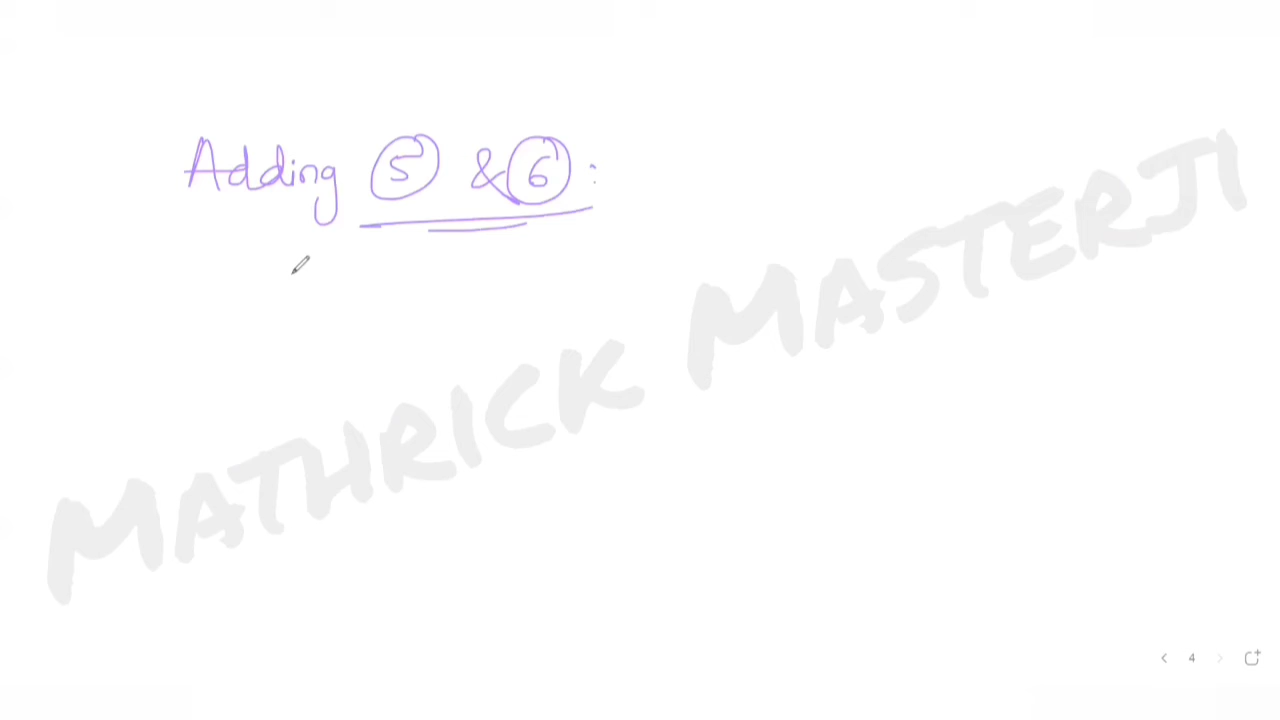 Adding ⑤ & ⑥ :
MATHRICK MASTERJI
4